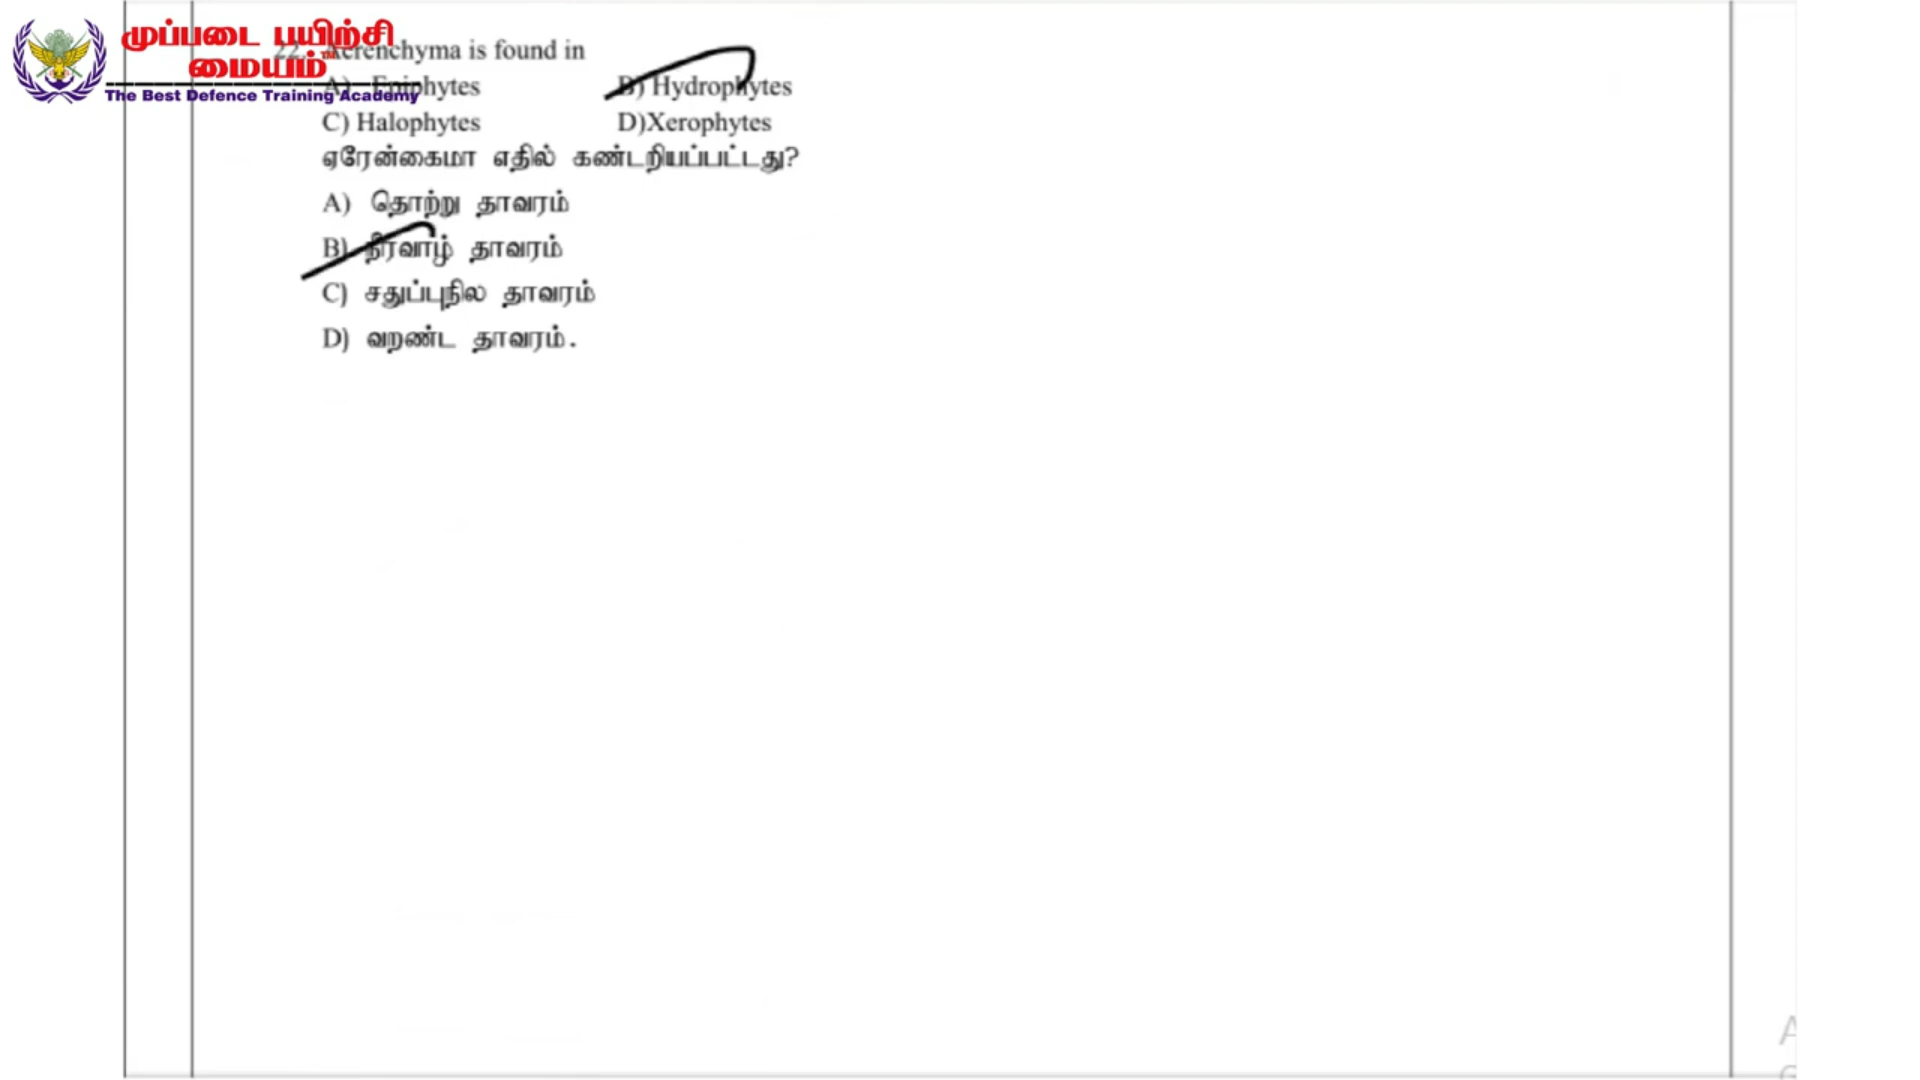 முப்படை பயிற்சி
மையம்
The Best Defence Training Academy
22. Aerenchyma is found in
A) Epiphytes B) Hydrophytes
C) Halophytes D)Xerophytes
ஏரேன்கைமா எதில் கண்டறியப்பட்டது?
A) தொற்று தாவரம்
B) நீர்வாழ் தாவரம்
C) சதுப்புநில தாவரம்
D) வறண்ட தாவரம்.